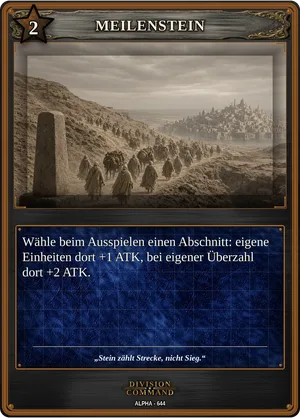 2
MEILENSTEIN
Wähle beim Ausspielen einen Abschnitt: eigene
Einheiten dort +1 ATK, bei eigener Überzahl
dort +2 ATK.
„Stein zählt Strecke, nicht Sieg.“
DIVISION
COMMAND
ALPHA - 644